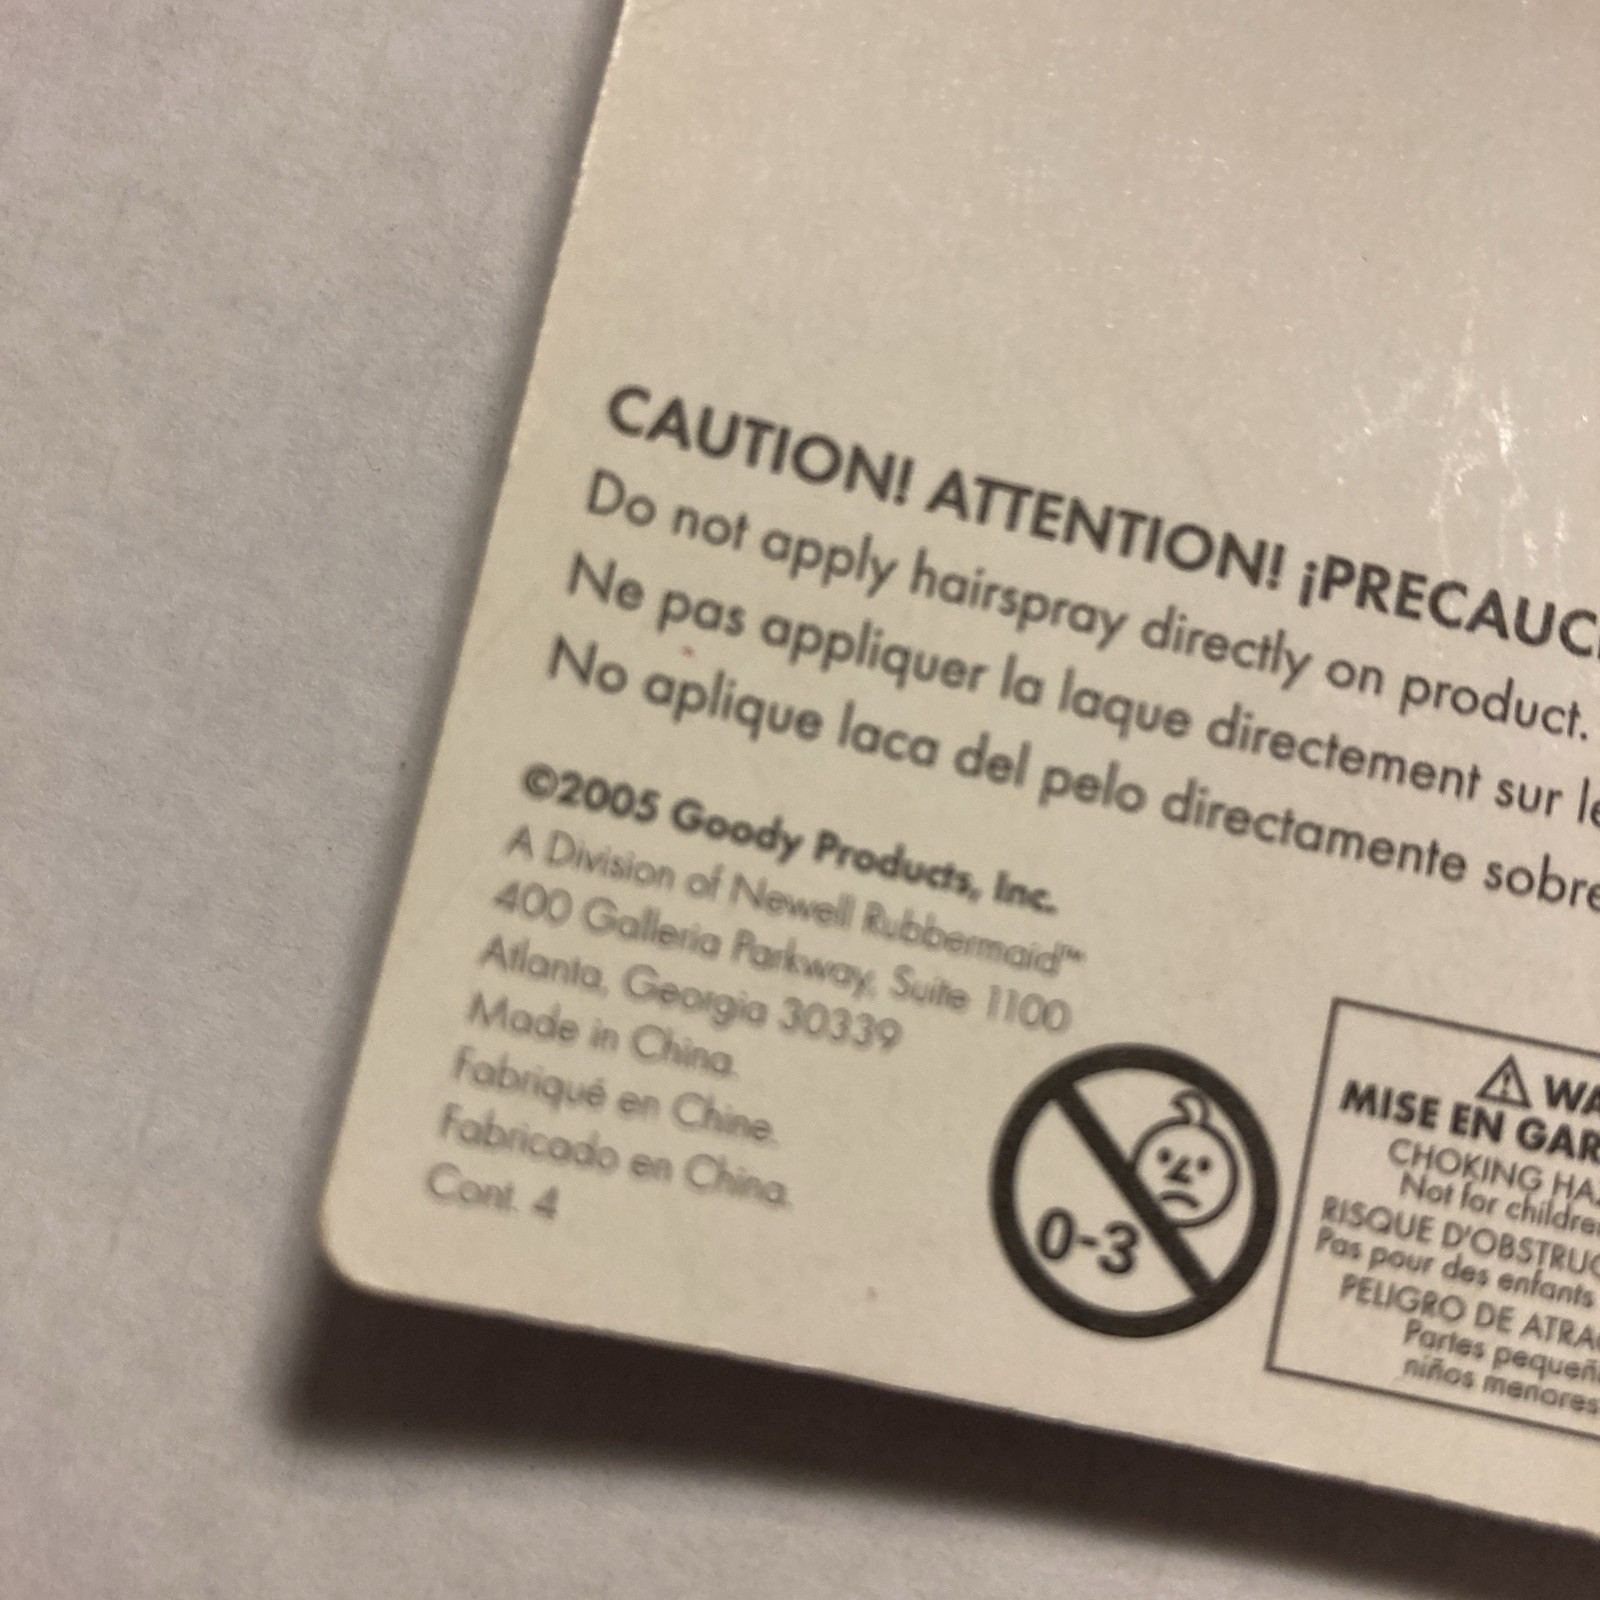 CAUTION! ATTENTION! ¡PRECAUC
Do not apply hairspray directly on product.
Ne pas appliquer la laque directement sur le
No aplique laca del pelo directamente sobre
©2005 Goody Products, Inc.
A Division of Newell Rubbermaid™
400 Galleria Parkway, Suite 1100
Atlanta, Georgia 30339
Made in China.
Fabriqué en Chine.
Fabricado en China.
Cont. 4
0-3
⚠ WA
MISE EN GAR
CHOKING HAZ
Not for childre
RISQUE D'OBSTRUC
Pas pour des enfants
PELIGRO DE ATRA
Partes pequeñ
niños menores